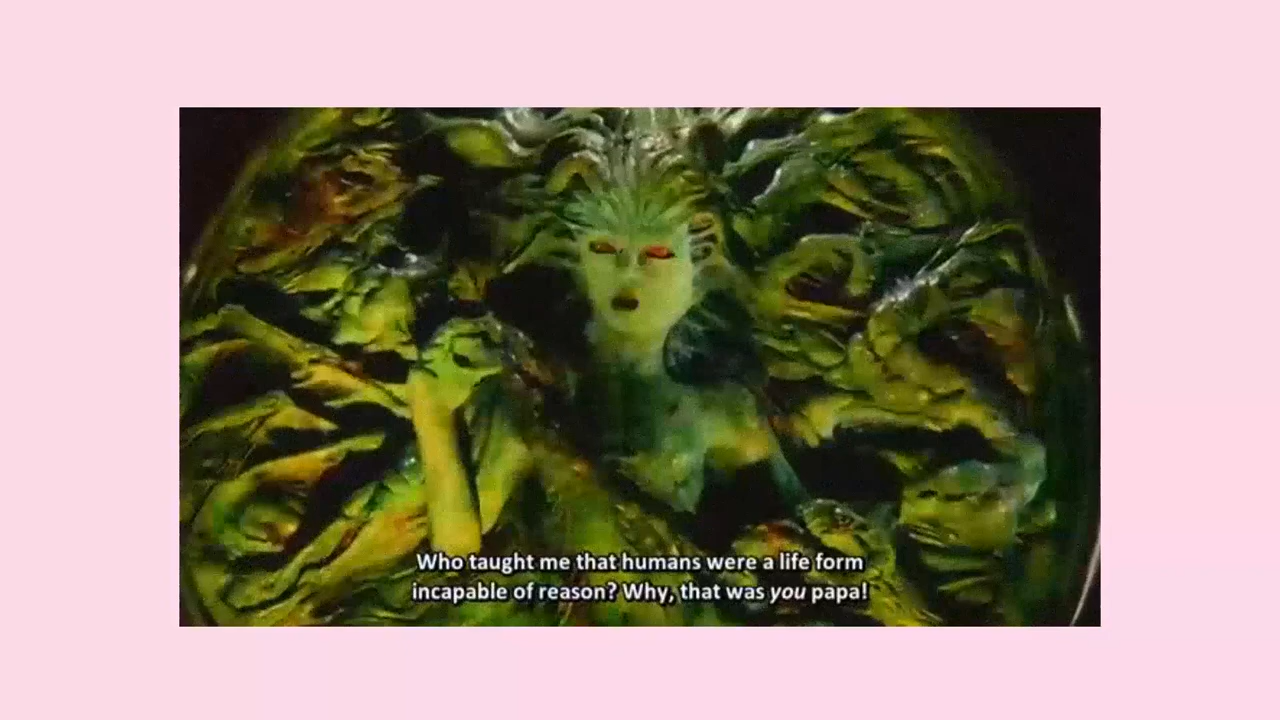 Who taught me that humans were a life form
incapable of reason? Why, that was you papa!